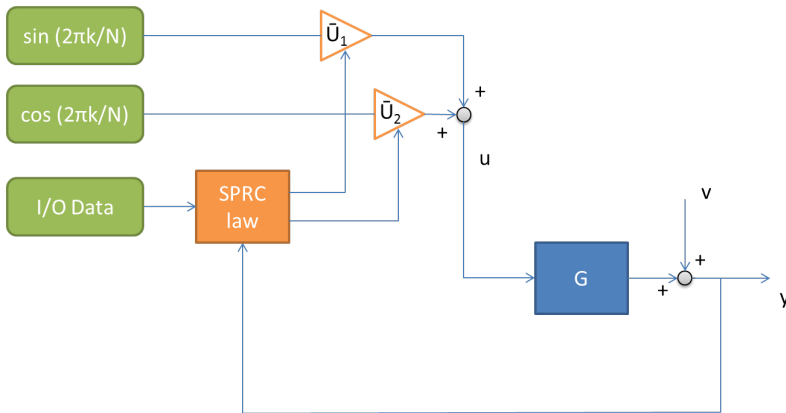 sin (2πk/N)
Ū1
cos (2πk/N)
Ū2
+
+
u
I/O Data
SPRC
law
v
+
G
+
y